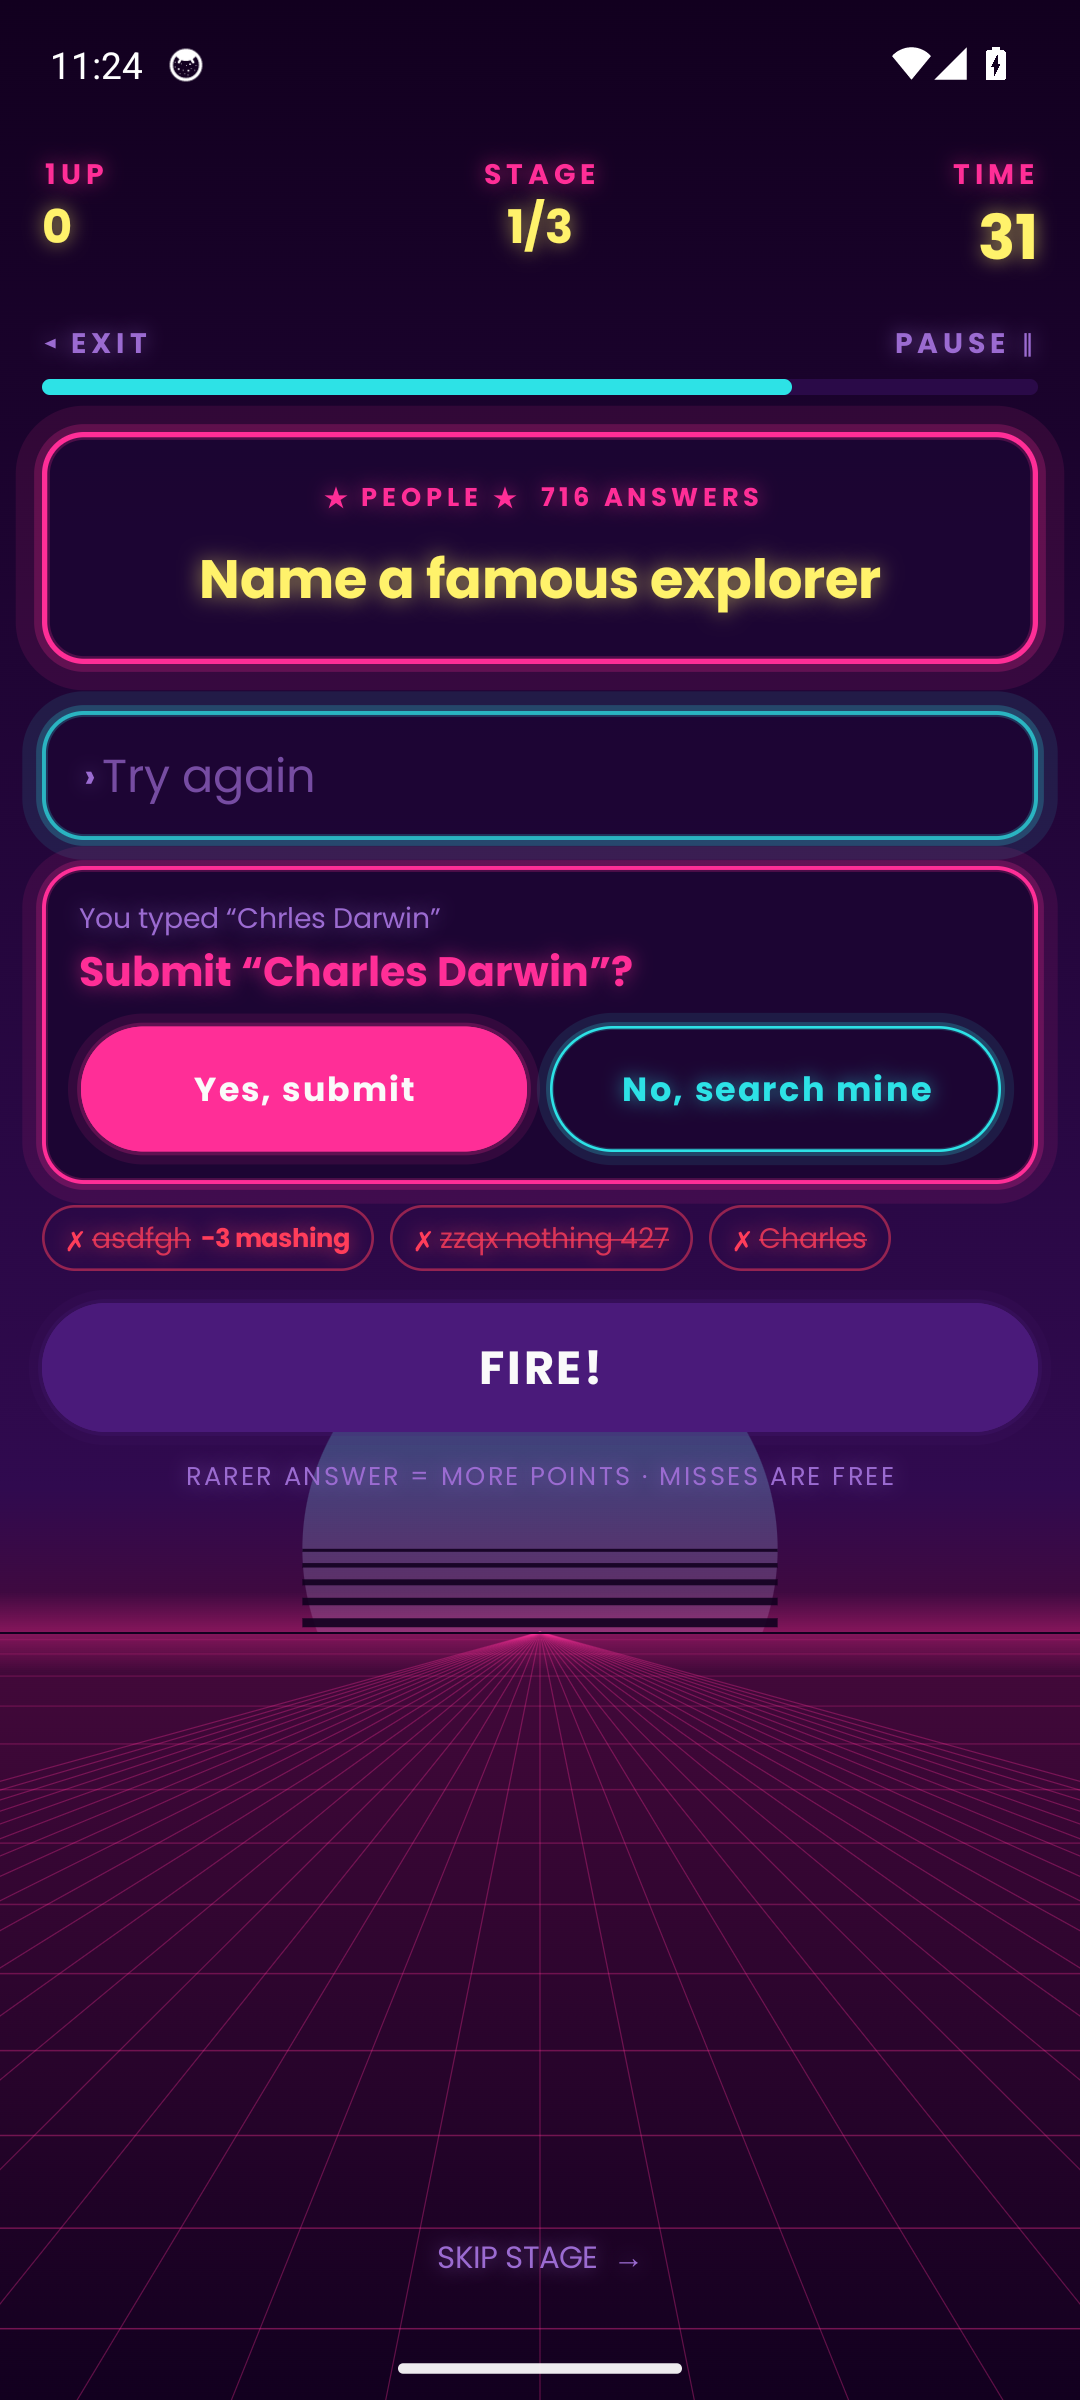 11:24
1UP
STAGE
TIME
0
1/3
31
◂ EXIT
PAUSE ||
★ PEOPLE ★ 716 ANSWERS
Name a famous explorer
› Try again
You typed “Chrles Darwin”
Submit “Charles Darwin”?
Yes, submit
No, search mine
✗ asdfgh -3 mashing
✗ zzqx nothing 427
✗ Charles
FIRE!
RARER ANSWER = MORE POINTS · MISSES ARE FREE
SKIP STAGE →